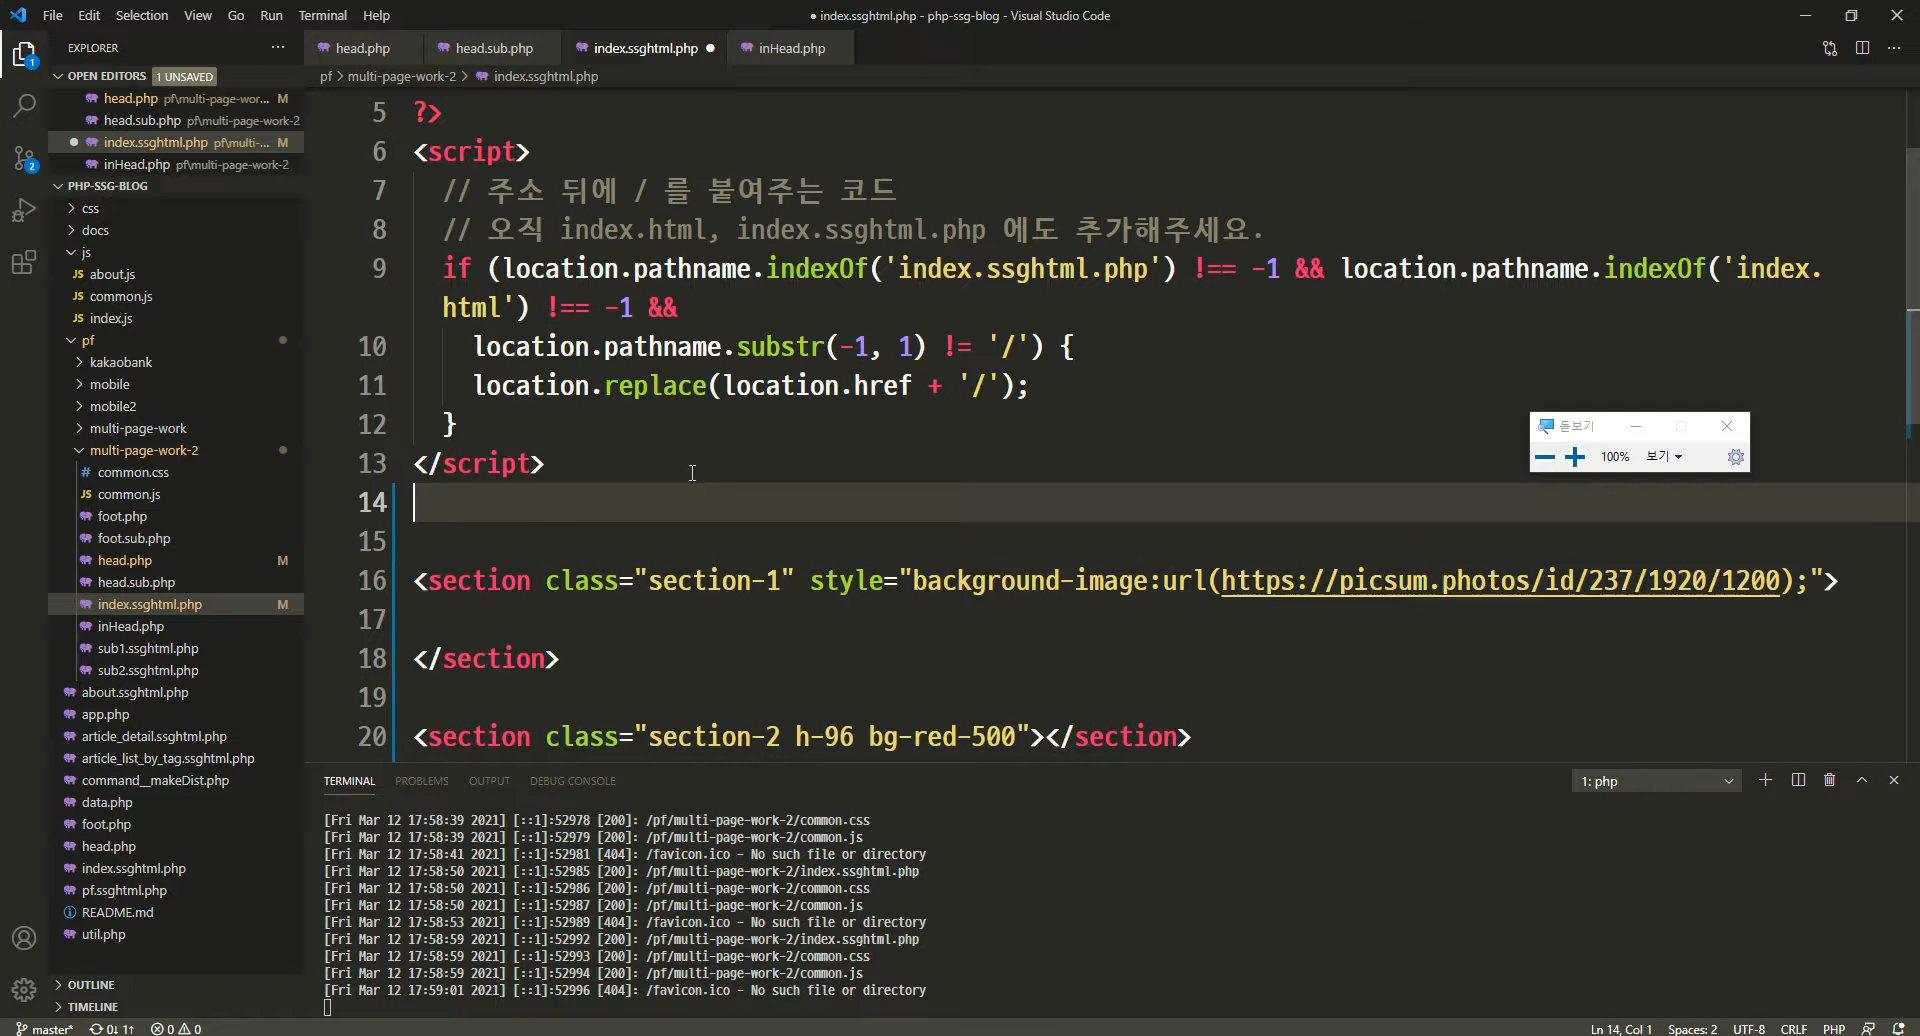 File Edit Selection View Go Run Terminal Help
● index.ssghtml.php - php-ssg-blog - Visual Studio Code
EXPLORER
OPEN EDITORS 1 UNSAVED
head.php pf\multi-page-wor... M
head.sub.php pf\multi-page-work-2
index.ssghtml.php pf\multi-... M
inHead.php pf\multi-page-work-2
PHP-SSG-BLOG
css
docs
js
JS about.js
JS common.js
JS index.js
pf
kakaobank
mobile
mobile2
multi-page-work
multi-page-work-2
# common.css
JS common.js
foot.php
foot.sub.php
head.php M
head.sub.php
index.ssghtml.php M
inHead.php
sub1.ssghtml.php
sub2.ssghtml.php
about.ssghtml.php
app.php
article_detail.ssghtml.php
article_list_by_tag.ssghtml.php
command__makeDist.php
data.php
foot.php
head.php
index.ssghtml.php
pf.ssghtml.php
README.md
util.php
OUTLINE
TIMELINE
1
2
head.php head.sub.php index.ssghtml.php ● inHead.php
pf > multi-page-work-2 > index.ssghtml.php
5 ?>
6 <script>
7 // 주소 뒤에 / 를 붙여주는 코드
8 // 오직 index.html, index.ssghtml.php 에도 추가해주세요.
9 if (location.pathname.indexOf('index.ssghtml.php') !== -1 && location.pathname.indexOf('index.
html') !== -1 &&
10 location.pathname.substr(-1, 1) != '/') {
11 location.replace(location.href + '/');
12 }
13 </script>
14
15
16 <section class="section-1" style="background-image:url(https://picsum.photos/id/237/1920/1200);">
17
18 </section>
19
20 <section class="section-2 h-96 bg-red-500"></section>
돋보기
100% 보기
TERMINAL PROBLEMS OUTPUT DEBUG CONSOLE
1: php
[Fri Mar 12 17:58:39 2021] [::1]:52978 [200]: /pf/multi-page-work-2/common.css
[Fri Mar 12 17:58:39 2021] [::1]:52979 [200]: /pf/multi-page-work-2/common.js
[Fri Mar 12 17:58:41 2021] [::1]:52981 [404]: /favicon.ico - No such file or directory
[Fri Mar 12 17:58:50 2021] [::1]:52985 [200]: /pf/multi-page-work-2/index.ssghtml.php
[Fri Mar 12 17:58:50 2021] [::1]:52986 [200]: /pf/multi-page-work-2/common.css
[Fri Mar 12 17:58:50 2021] [::1]:52987 [200]: /pf/multi-page-work-2/common.js
[Fri Mar 12 17:58:53 2021] [::1]:52989 [404]: /favicon.ico - No such file or directory
[Fri Mar 12 17:58:59 2021] [::1]:52992 [200]: /pf/multi-page-work-2/index.ssghtml.php
[Fri Mar 12 17:58:59 2021] [::1]:52993 [200]: /pf/multi-page-work-2/common.css
[Fri Mar 12 17:58:59 2021] [::1]:52994 [200]: /pf/multi-page-work-2/common.js
[Fri Mar 12 17:59:01 2021] [::1]:52996 [404]: /favicon.ico - No such file or directory
master* 0↓ 1↑ 0 0
Ln 14, Col 1 Spaces: 2 UTF-8 CRLF PHP